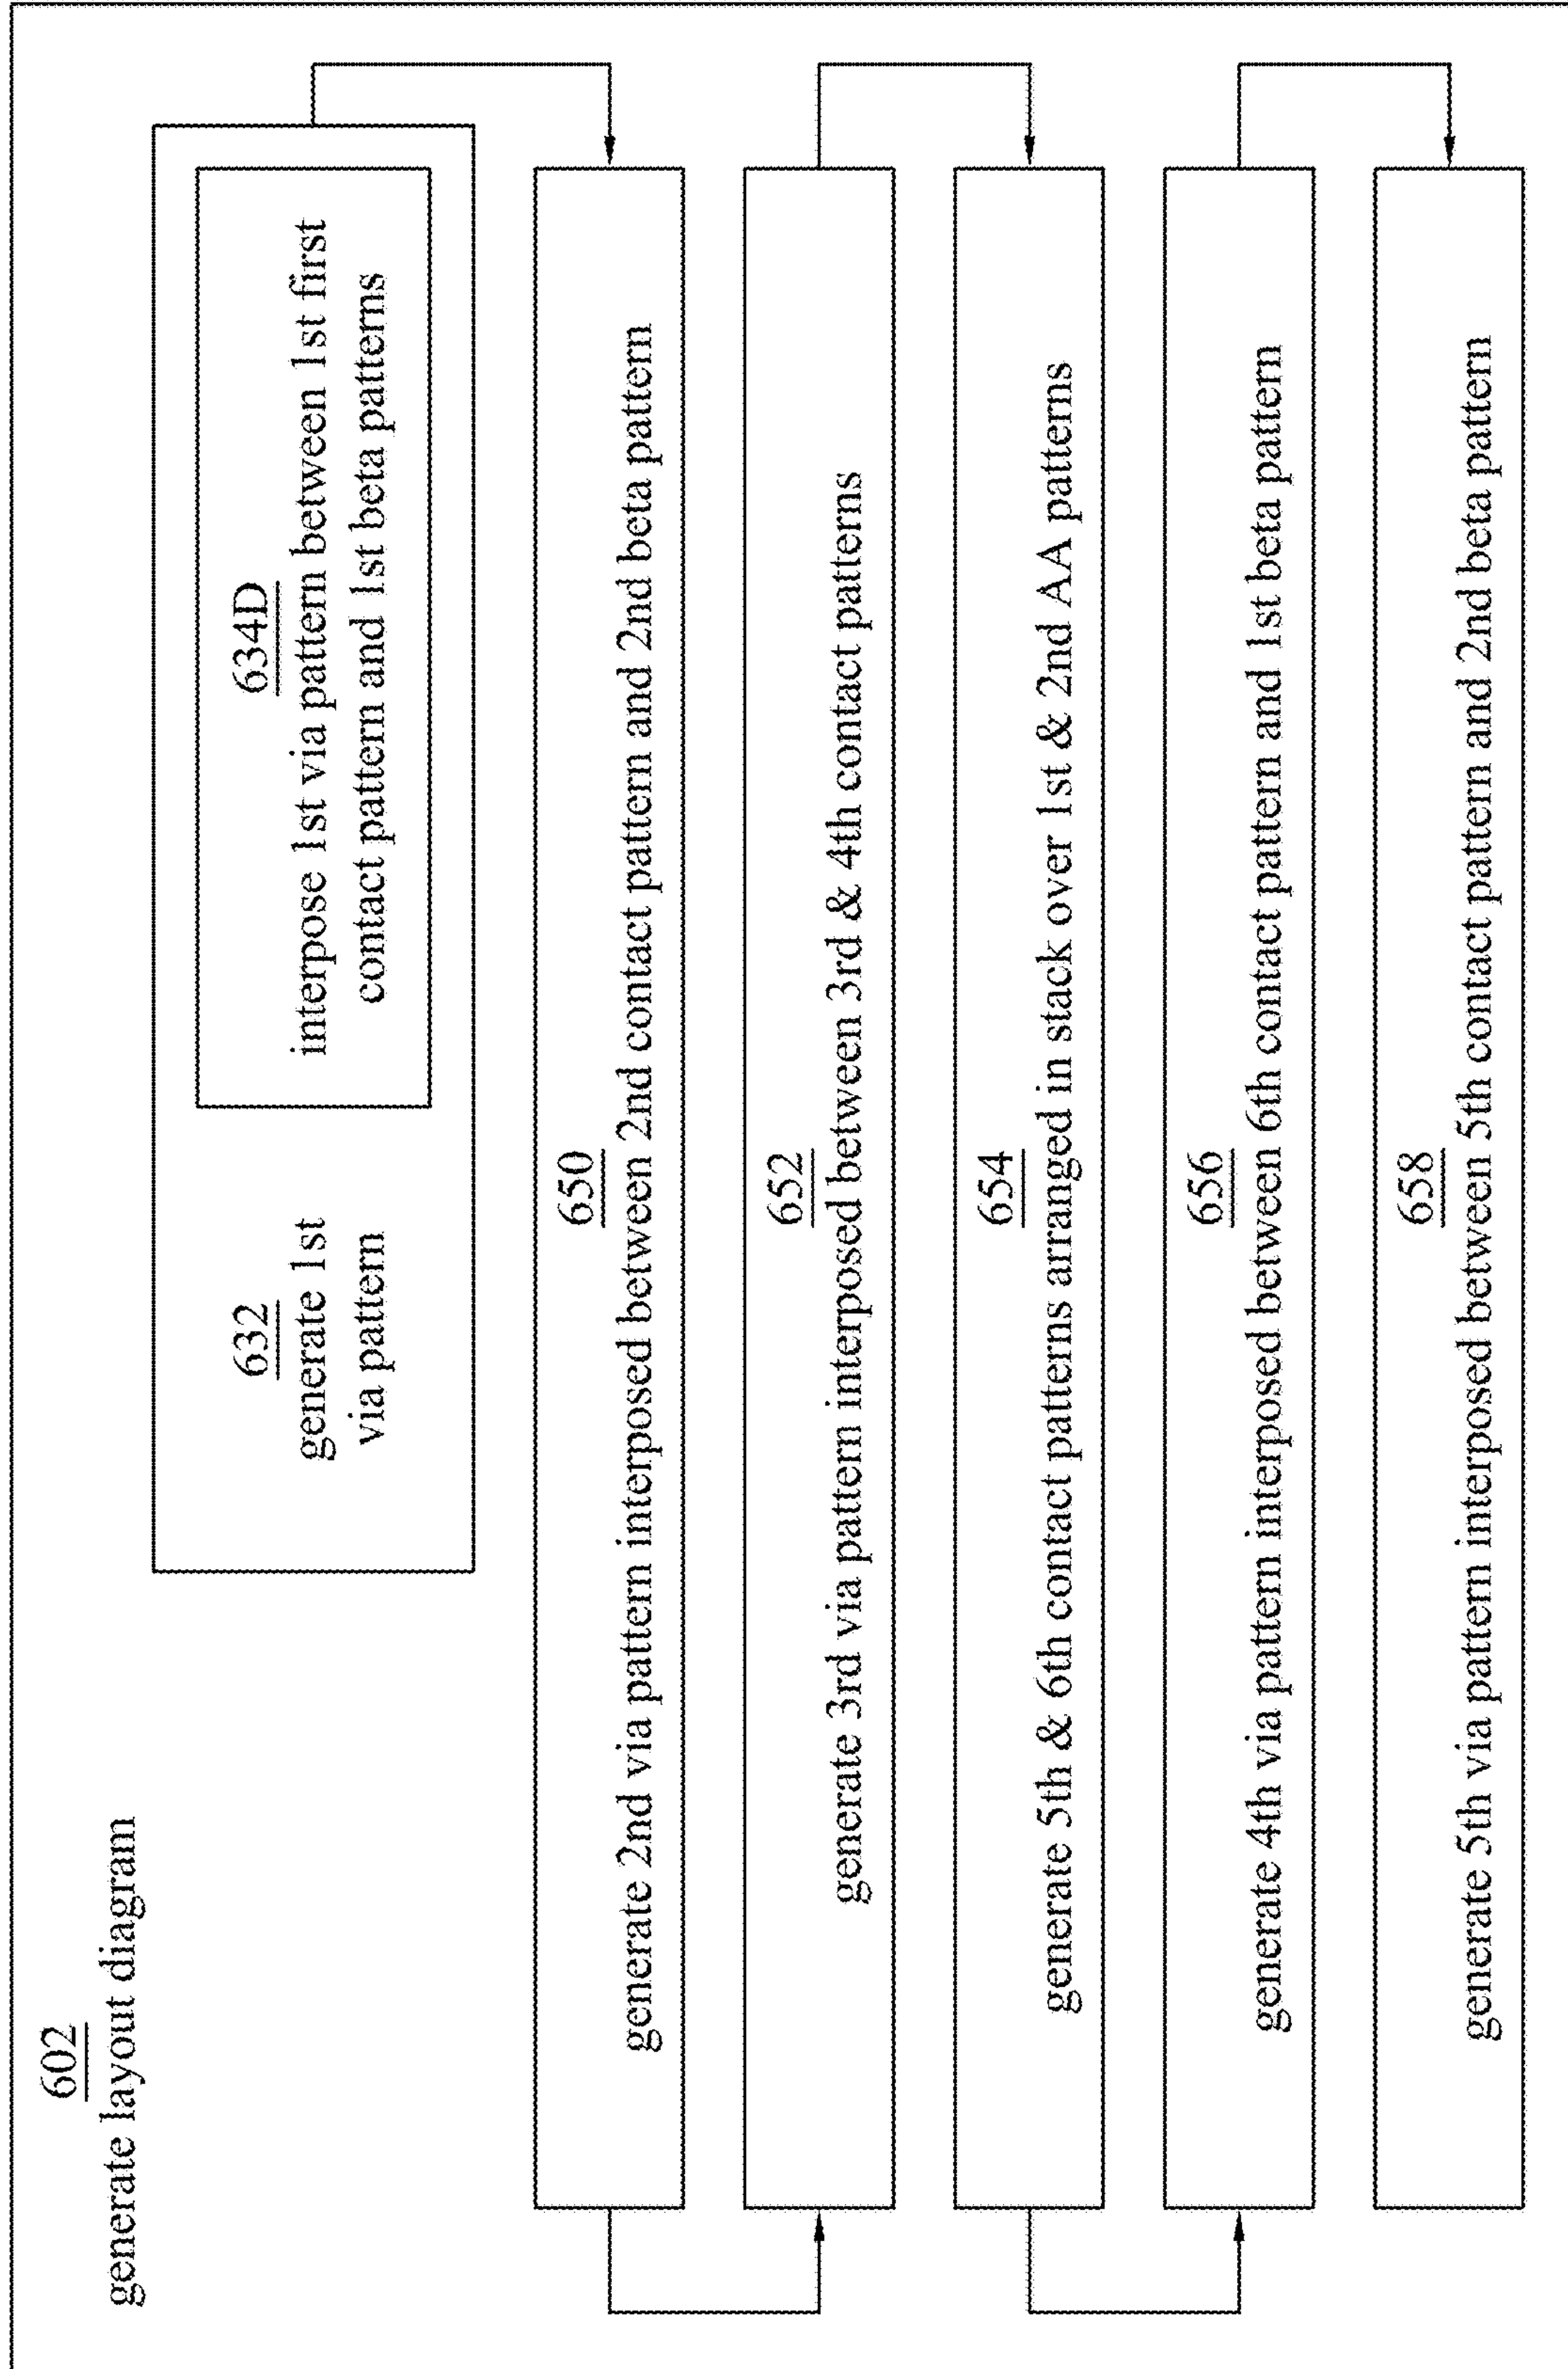 602
generate layout diagram
632
generate 1st
via pattern
634D
interpose 1st via pattern between 1st first
contact pattern and 1st beta patterns
650
generate 2nd via pattern interposed between 2nd contact pattern and 2nd beta pattern
652
generate 3rd via pattern interposed between 3rd & 4th contact patterns
654
generate 5th & 6th contact patterns arranged in stack over 1st & 2nd AA patterns
656
generate 4th via pattern interposed between 6th contact pattern and 1st beta pattern
658
generate 5th via pattern interposed between 5th contact pattern and 2nd beta pattern